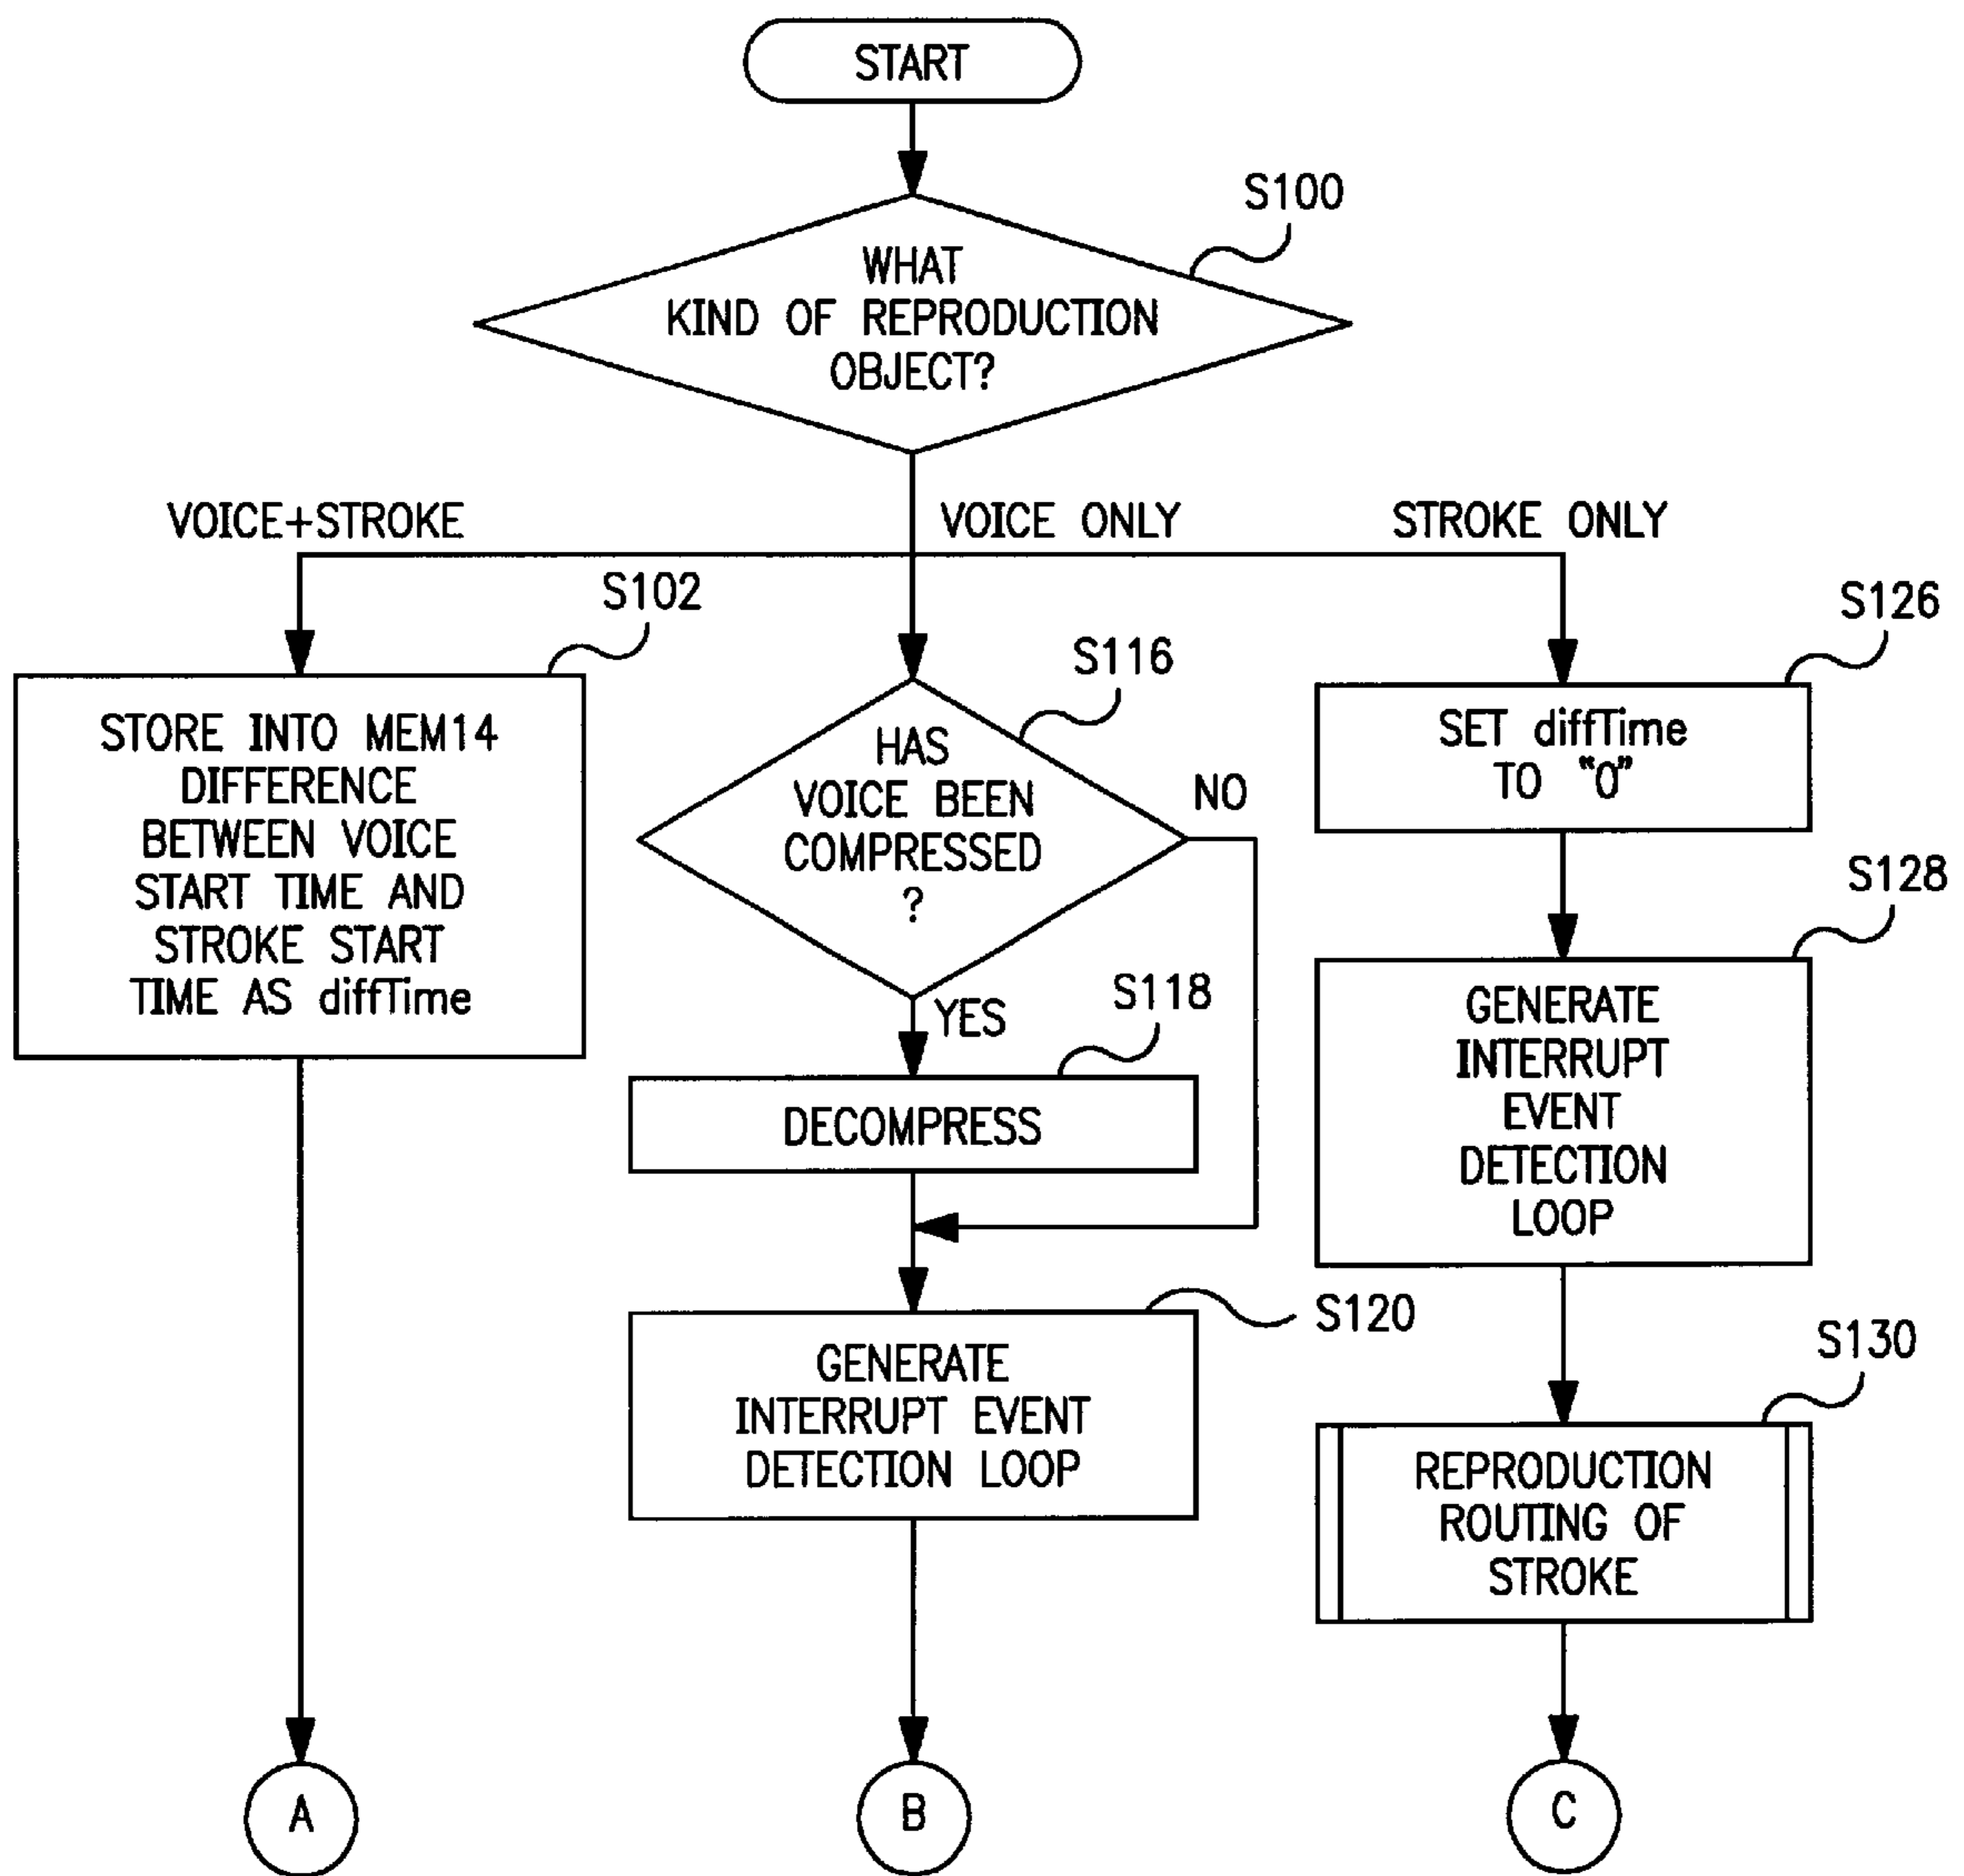 START
S100
WHAT
KIND OF REPRODUCTION
OBJECT?
VOICE+STROKE
VOICE ONLY
STROKE ONLY
S102
STORE INTO MEM14
DIFFERENCE
BETWEEN VOICE
START TIME AND
STROKE START
TIME AS diffTime
S116
HAS
VOICE BEEN
COMPRESSED
?
NO
YES
S118
DECOMPRESS
S120
GENERATE
INTERRUPT EVENT
DETECTION LOOP
S126
SET diffTime
TO "0"
S128
GENERATE
INTERRUPT
EVENT
DETECTION
LOOP
S130
REPRODUCTION
ROUTING OF
STROKE
A
B
C